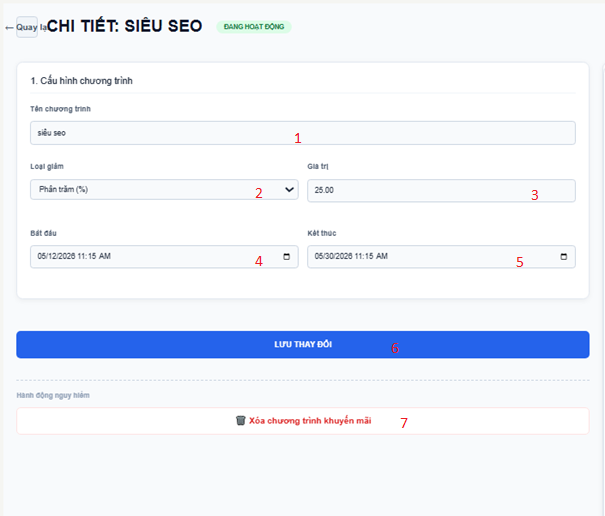 ← Quay lại CHI TIẾT: SIÊU SEO ĐANG HOẠT ĐỘNG
1. Cấu hình chương trình
Tên chương trình
siêu seo 1
Loại giảm Giá trị
Phần trăm (%) 2 25.00 3
Bắt đầu Kết thúc
05/12/2026 11:15 AM 4 05/30/2026 11:15 AM 5
LƯU THAY ĐỔI 6
Hành động nguy hiểm
🗑 Xóa chương trình khuyến mãi 7